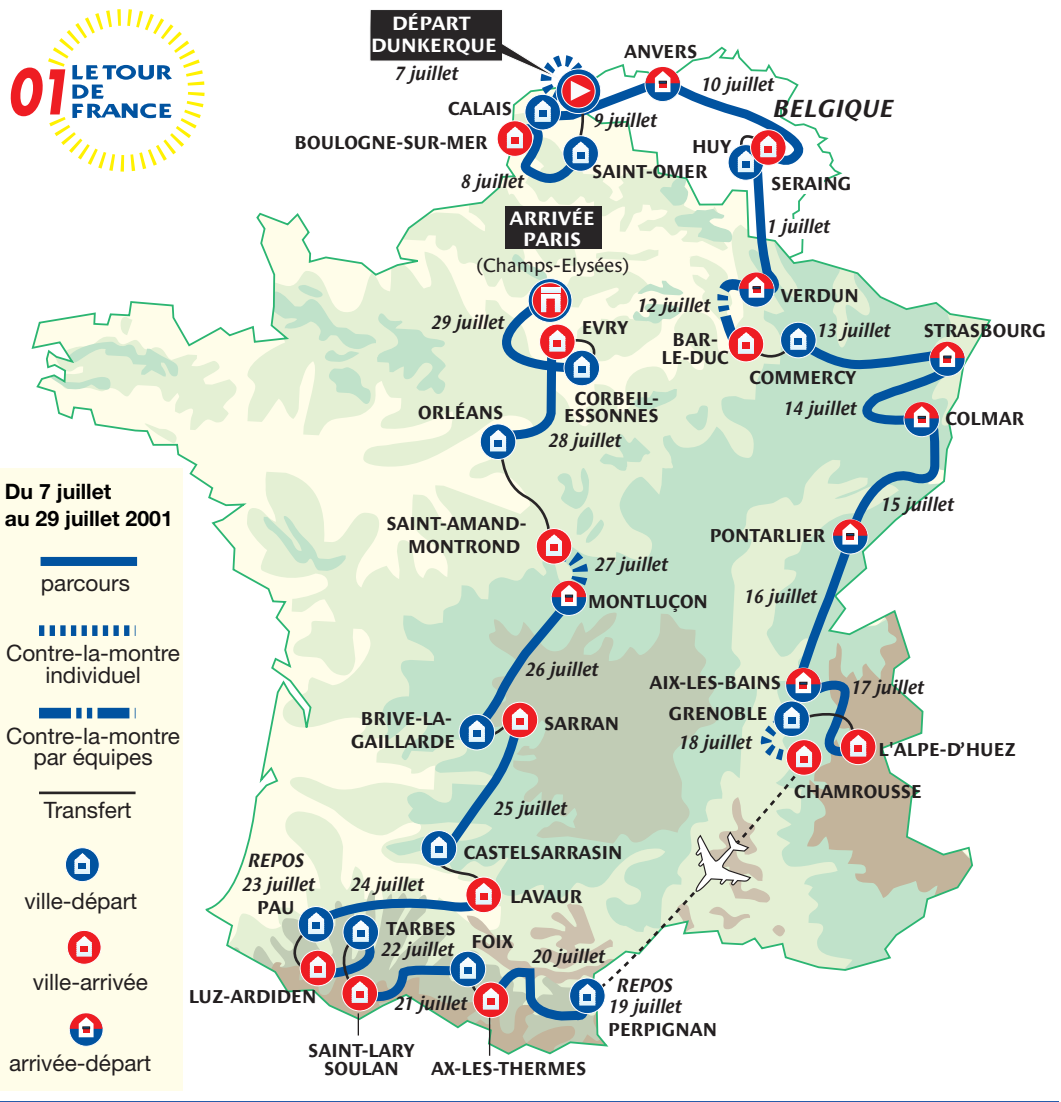 01 LE TOUR
DE
FRANCE
DÉPART
DUNKERQUE
7 juillet
ANVERS
10 juillet
BELGIQUE
CALAIS
9 juillet
BOULOGNE-SUR-MER
HUY
SAINT-OMER
8 juillet
SERAING
ARRIVÉE
PARIS
(Champs-Elysées)
1 juillet
12 juillet
VERDUN
29 juillet
EVRY
BAR-
LE-DUC
13 juillet
STRASBOURG
COMMERCY
CORBEIL-
ESSONNES
14 juillet
ORLÉANS
COLMAR
28 juillet
Du 7 juillet
au 29 juillet 2001
15 juillet
SAINT-AMAND-
MONTROND
PONTARLIER
27 juillet
parcours
16 juillet
MONTLUÇON
Contre-la-montre
individuel
26 juillet
AIX-LES-BAINS
17 juillet
BRIVE-LA-
GAILLARDE
SARRAN
GRENOBLE
18 juillet
L'ALPE-D'HUEZ
Contre-la-montre
par équipes
CHAMROUSSE
Transfert
25 juillet
CASTELSARRASIN
REPOS
23 juillet
PAU
24 juillet
LAVAUR
ville-départ
TARBES
22 juillet
FOIX
20 juillet
ville-arrivée
LUZ-ARDIDEN
21 juillet
REPOS
19 juillet
PERPIGNAN
SAINT-LARY
SOULAN
AX-LES-THERMES
arrivée-départ